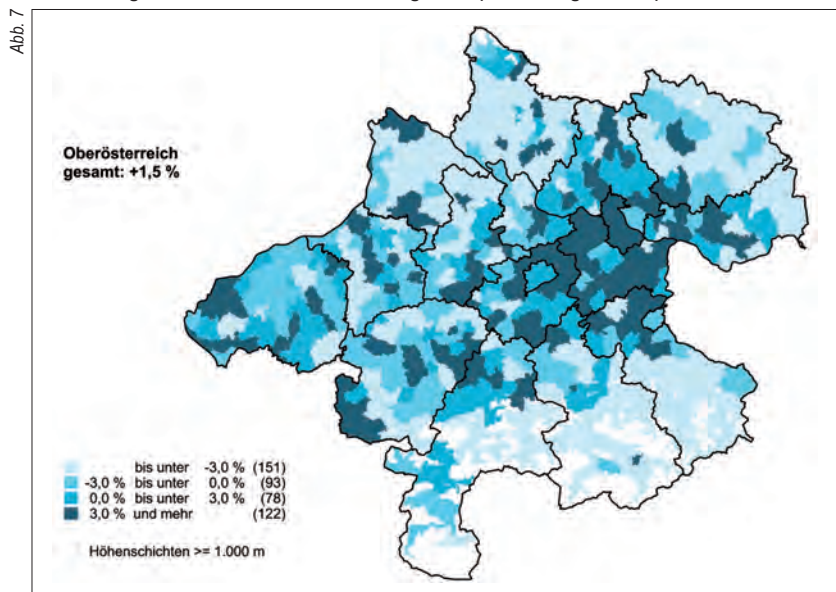 Abb. 7
Oberösterreich
gesamt: +1,5 %
bis unter -3,0 % (151)
-3,0 % bis unter 0,0 % (93)
0,0 % bis unter 3,0 % (78)
3,0 % und mehr (122)
Höhenschichten >= 1.000 m